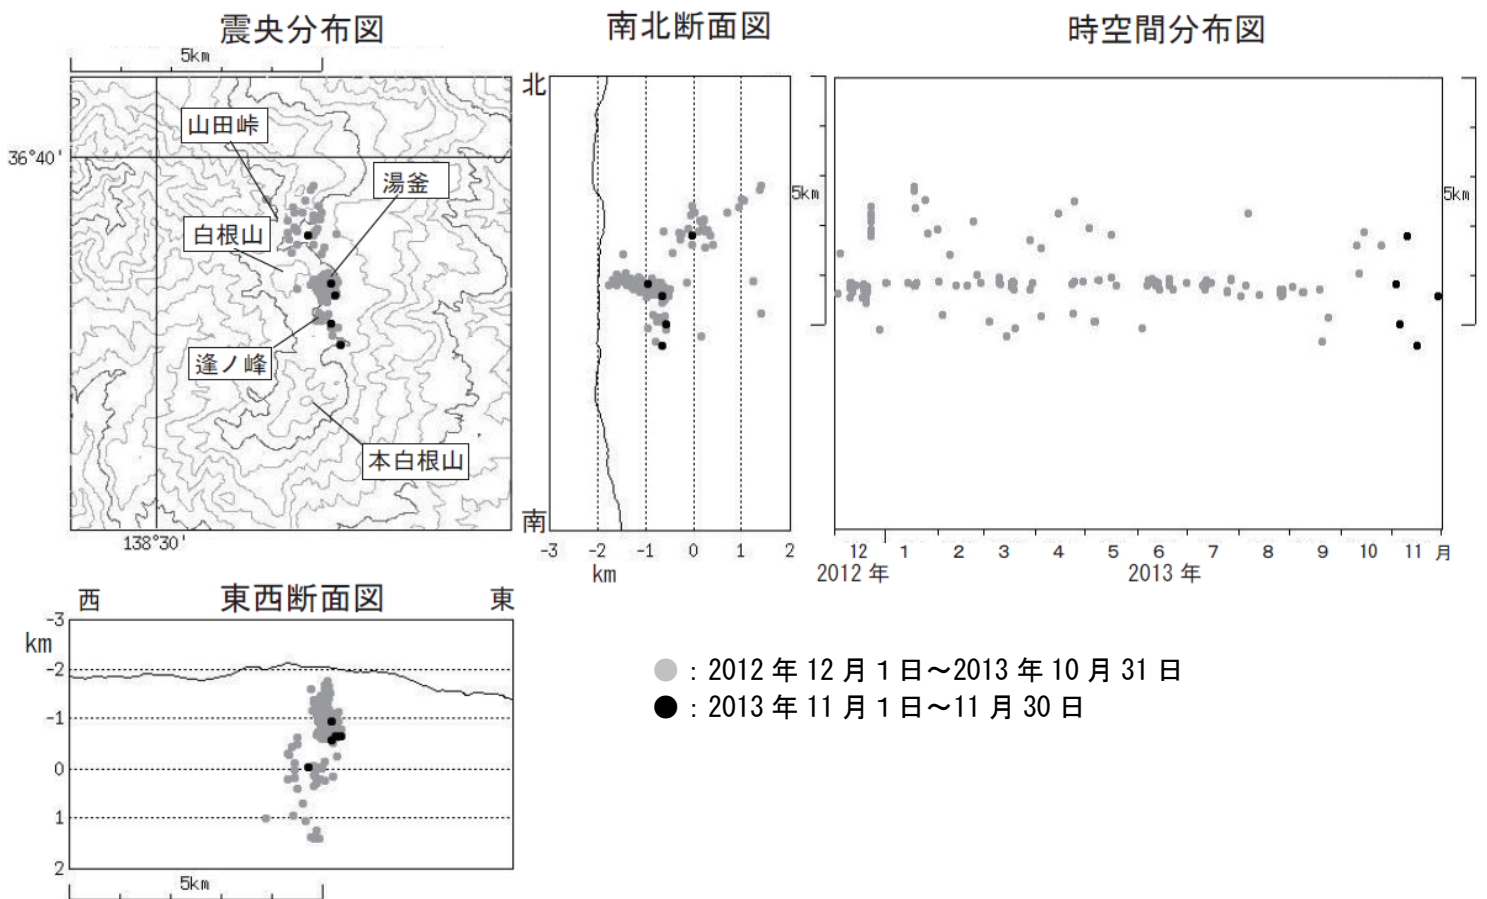 震央分布図
5km
山田峠
36°40'
湯釜
白根山
逢ノ峰
本白根山
138°30'
南北断面図
北
南
-3 -2 -1 0 1 2
km
5km
時空間分布図
5km
12 1 2 3 4 5 6 7 8 9 10 11 月
2012 年 2013 年
西 東西断面図 東
-3
km
-2
-1
0
1
2
5km
：2012 年 12 月 1 日～2013 年 10 月 31 日
：2013 年 11 月 1 日～11 月 30 日